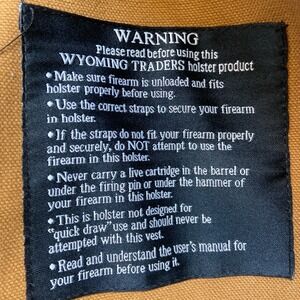 WARNING
Please read before using this
WYOMING TRADERS holster product
• Make sure firearm is unloaded and fits
holster properly before using.
• Use the correct straps to secure your firearm
in holster.
• If the straps do not fit your firearm properly
and securely, do NOT attempt to use the
firearm in this holster.
• Never carry a live cartridge in the barrel or
under the firing pin or under the hammer of
your firearm in this holster.
• This is holster not designed for
"quick draw" use and should never be
attempted with this vest.
• Read and understand the user's manual for
your firearm before using it.